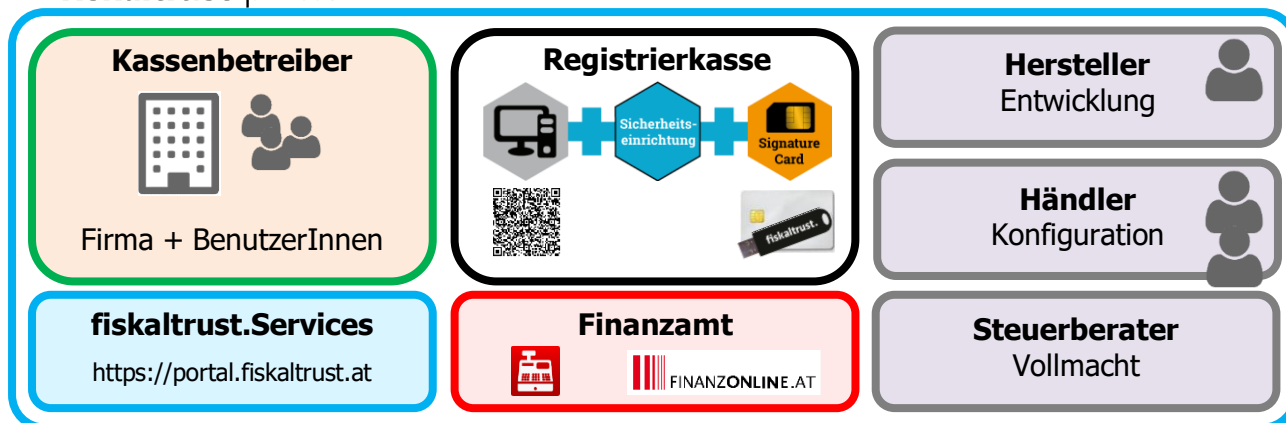 Kassenbetreiber
Firma + BenutzerInnen
Registrierkasse
Sicherheits-
einrichtung
Signature
Card
fiskaltrust.
Hersteller
Entwicklung
Händler
Konfiguration
fiskaltrust.Services
https://portal.fiskaltrust.at
Finanzamt
FINANZONLINE.AT
Steuerberater
Vollmacht